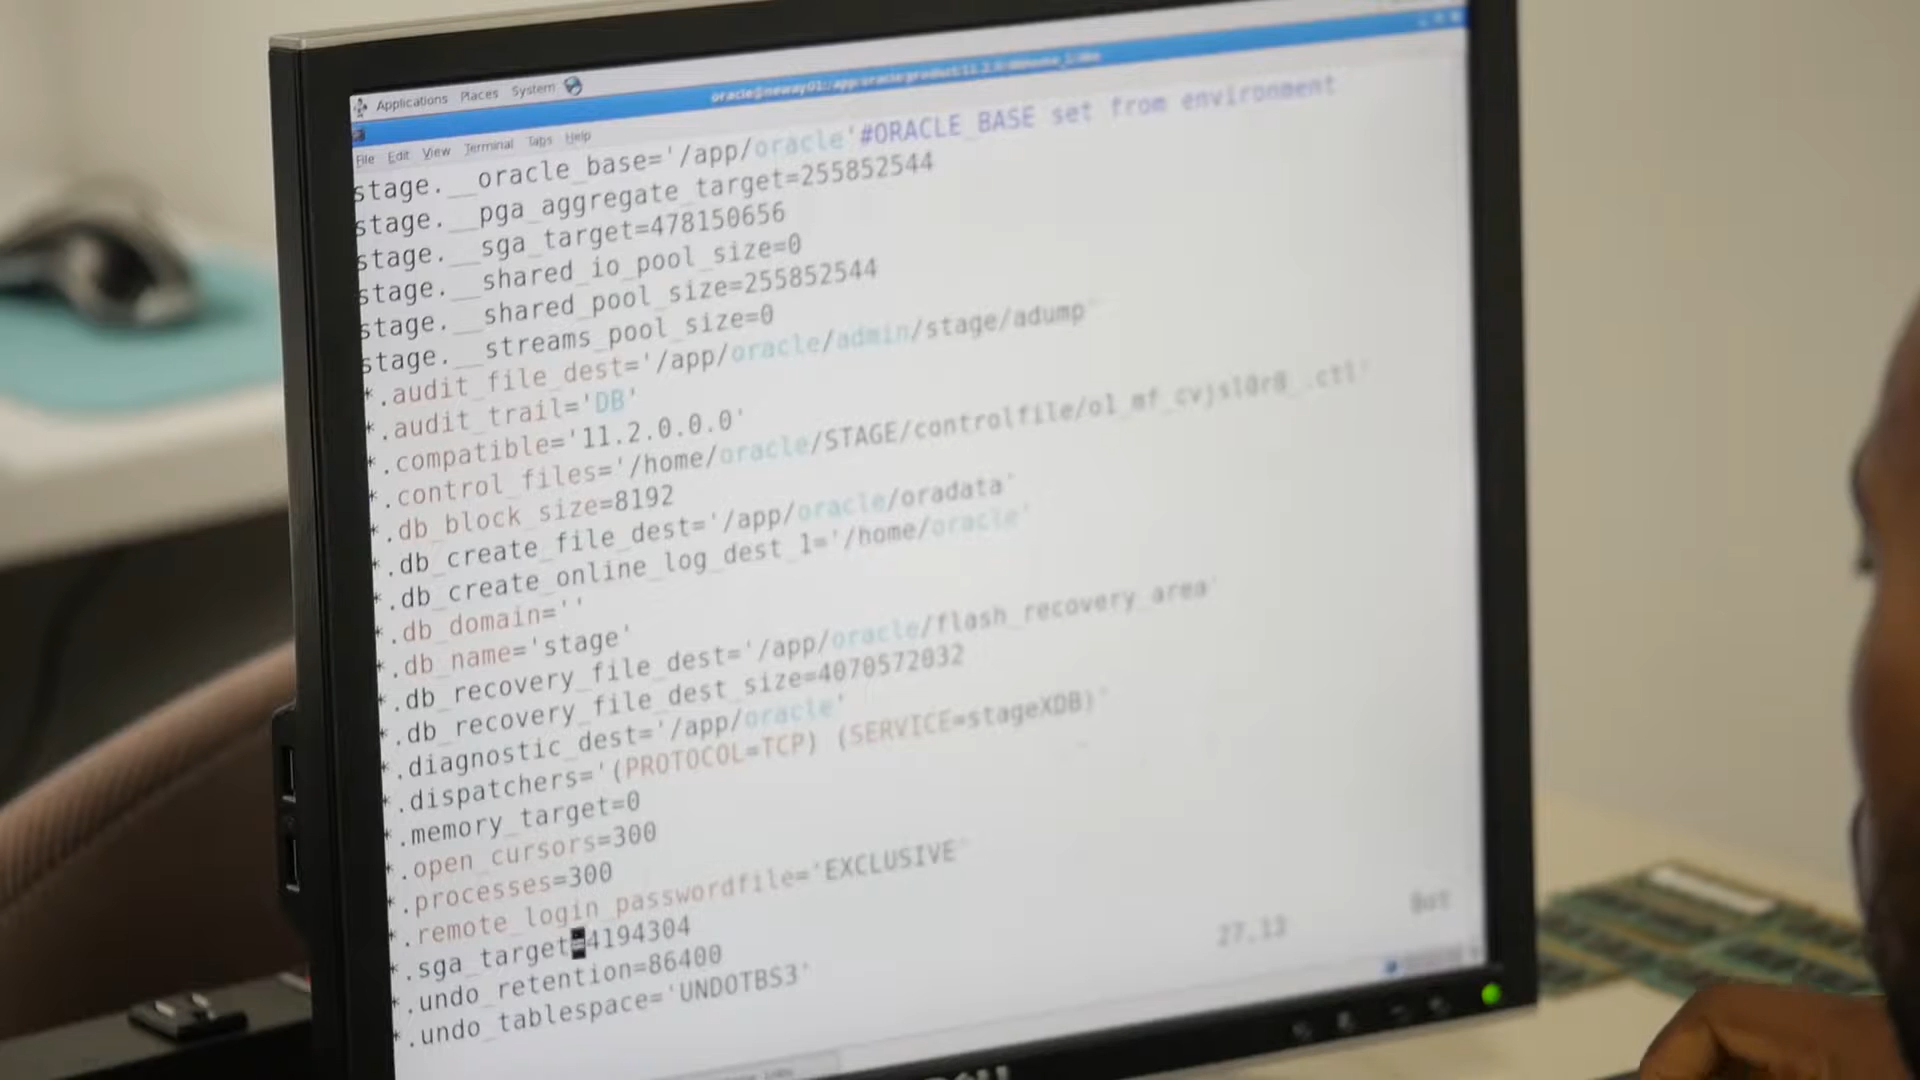 Applications Places System
File Edit View Terminal Tabs Help
stage.__oracle_base='/app/oracle'#ORACLE_BASE set from environment
stage.__pga_aggregate_target=255852544
stage.__sga_target=478150656
stage.__shared_io_pool_size=0
stage.__shared_pool_size=255852544
stage.__streams_pool_size=0
*.audit_file_dest='/app/oracle/admin/stage/adump'
*.audit_trail='DB'
*.compatible='11.2.0.0.0'
*.control_files='/home/oracle/STAGE/controlfile/o1_mf_cvjsl0r8_.ctl'
*.db_block_size=8192
*.db_create_file_dest='/app/oracle/oradata'
*.db_create_online_log_dest_1='/home/oracle'
*.db_domain=''
*.db_name='stage'
*.db_recovery_file_dest='/app/oracle/flash_recovery_area'
*.db_recovery_file_dest_size=4070572032
*.diagnostic_dest='/app/oracle'
*.dispatchers='(PROTOCOL=TCP) (SERVICE=stageXDB)'
*.memory_target=0
*.open_cursors=300
*.processes=300
*.remote_login_passwordfile='EXCLUSIVE'
*.sga_target=4194304
*.undo_retention=86400
*.undo_tablespace='UNDOTBS3'
27,13 Bot